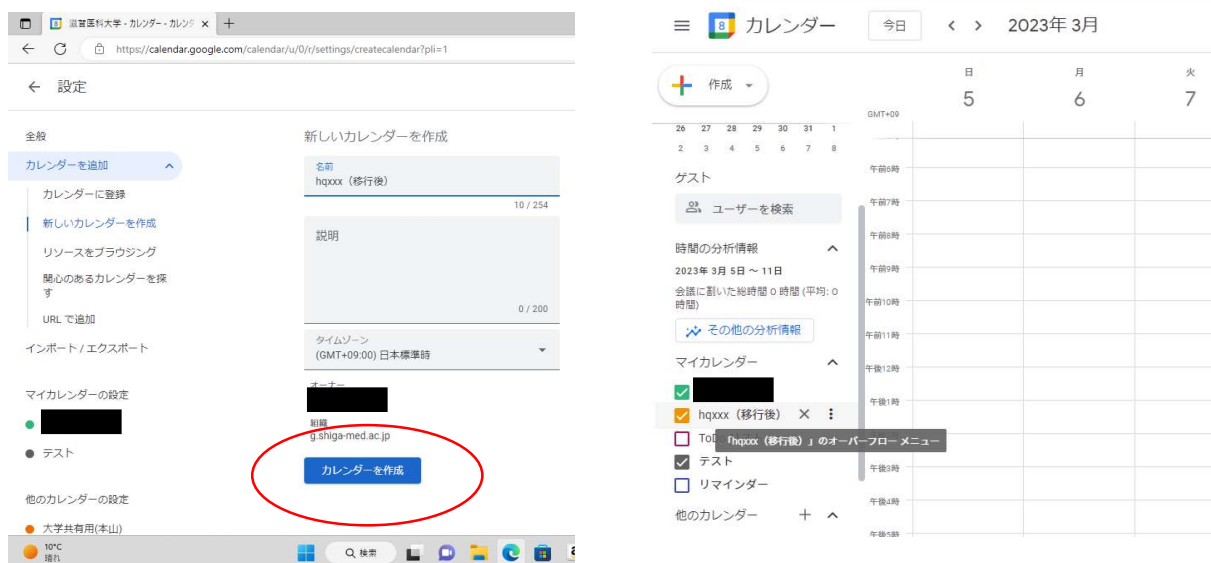 滋賀医科大学 - カレンダー - カレンダ
https://calendar.google.com/calendar/u/0/r/settings/createcalendar?pli=1
設定
全般
カレンダーを追加
カレンダーに登録
新しいカレンダーを作成
リソースをブラウジング
関心のあるカレンダーを探
す
URL で追加
インポート / エクスポート
マイカレンダーの設定
テスト
他のカレンダーの設定
大学共有用(本山)
新しいカレンダーを作成
名前
hqxxx（移行後）
10 / 254
説明
0 / 200
タイムゾーン
(GMT+09:00) 日本標準時
オーナー
組織
g.shiga-med.ac.jp
カレンダーを作成
10°C
晴れ
検索
8 カレンダー
今日
2023年 3月
作成
日 月 火
5 6 7
GMT+09
26 27 28 29 30 31 1
2 3 4 5 6 7 8
ゲスト
ユーザーを検索
時間の分析情報
2023年 3月 5日 ～ 11日
会議に割いた総時間 0 時間 (平均: 0
時間)
その他の分析情報
マイカレンダー
hqxxx（移行後）
ToDo
「hqxxx（移行後）」のオーバーフロー メニュー
テスト
リマインダー
他のカレンダー
午前6時
午前7時
午前8時
午前9時
午前10時
午前11時
午後12時
午後1時
午後3時
午後4時
午後5時